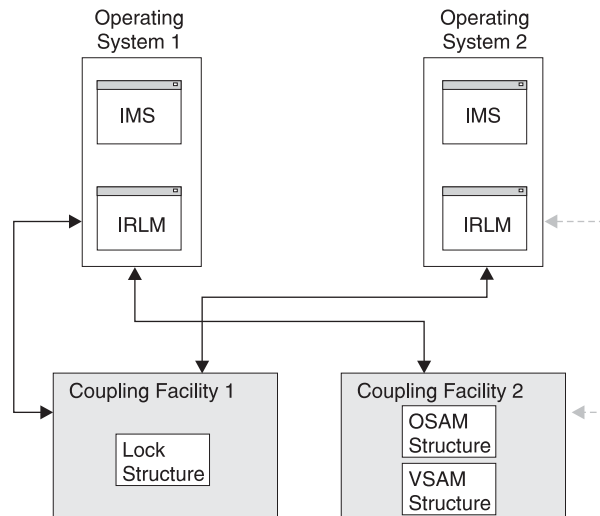 Operating
System 1
Operating
System 2
IMS
IMS
IRLM
IRLM
Coupling Facility 1
Coupling Facility 2
Lock
Structure
OSAM
Structure
VSAM
Structure